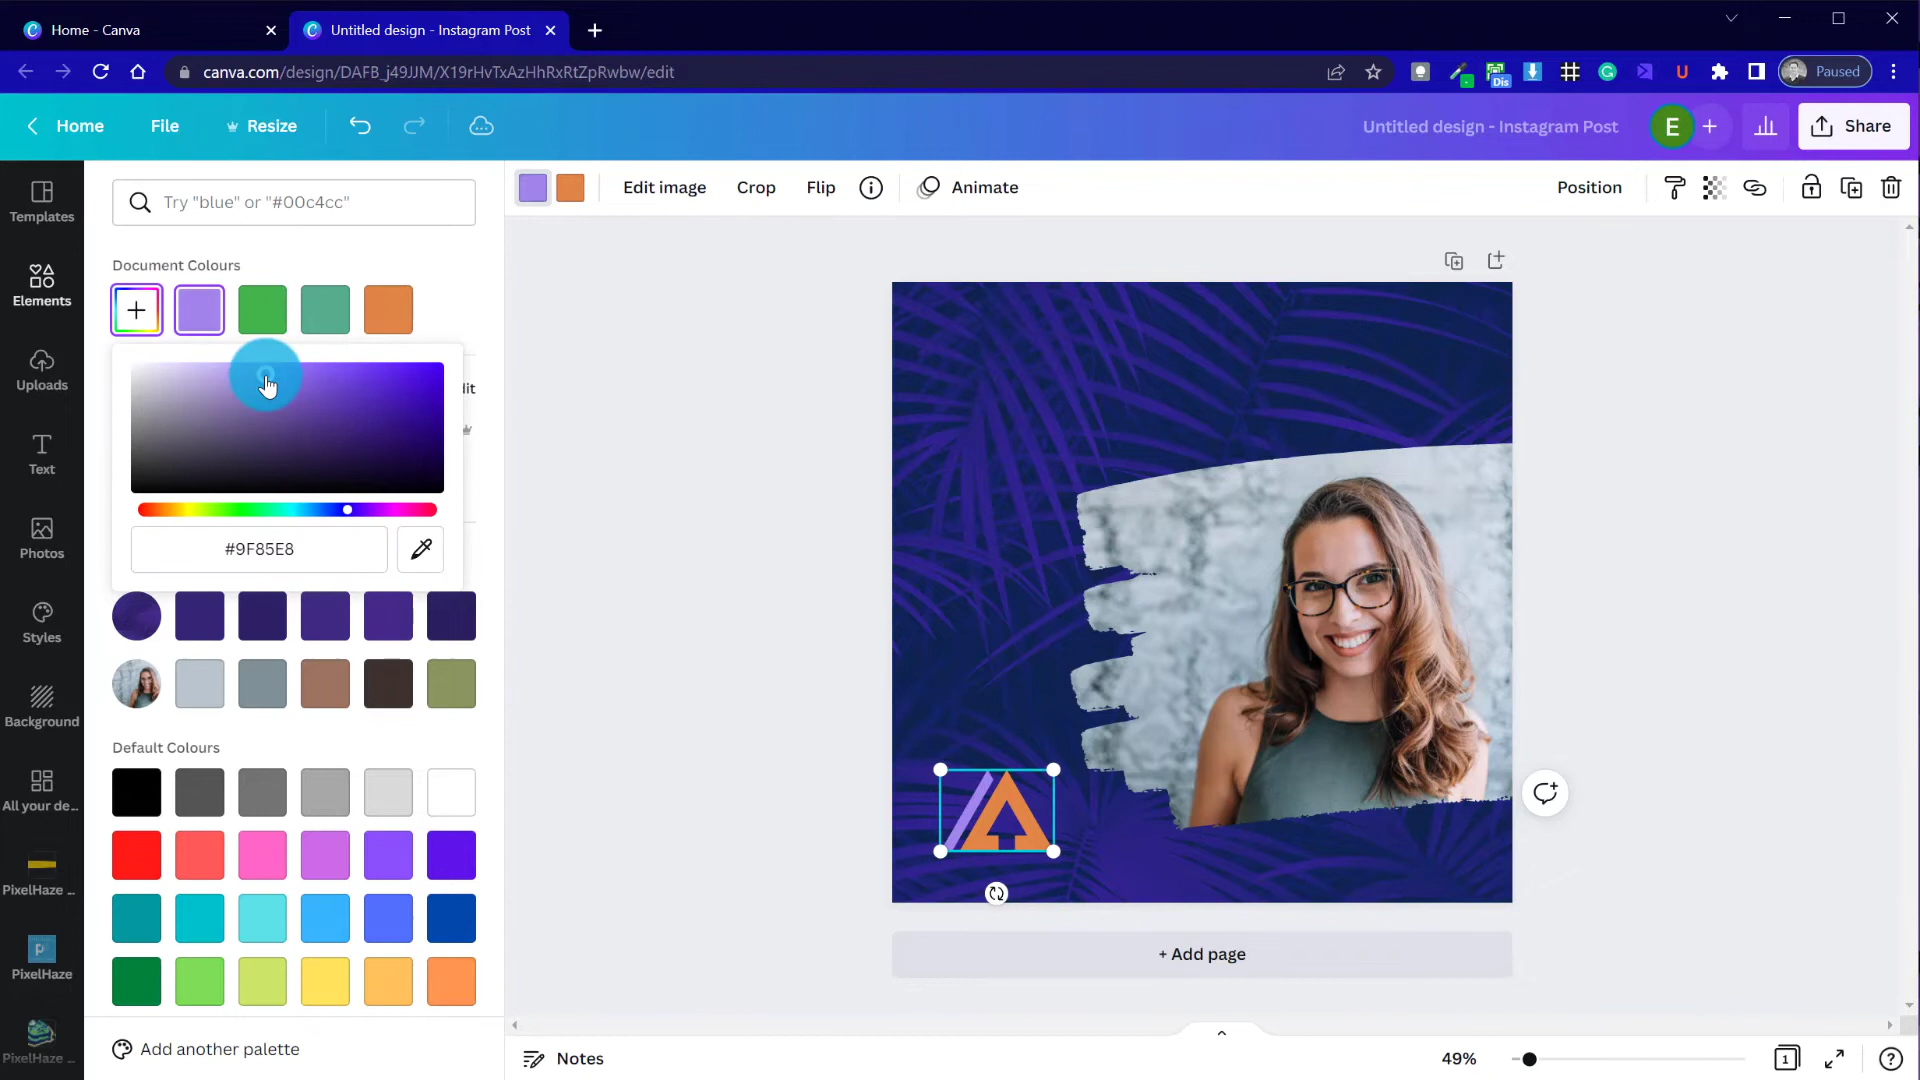 Home - Canva
Untitled design - Instagram Post
canva.com/design/DAFB_j49JJM/X19rHvTxAzHhRxRtZpRwbw/edit
Dis
Paused
Home
File
Resize
Untitled design - Instagram Post
E
Share
Templates
Elements
Uploads
Text
Photos
Styles
Background
All your de...
PixelHaze ...
PixelHaze
PixelHaze ...
Try "blue" or "#00c4cc"
Document Colours
dit
#9F85E8
Default Colours
Add another palette
Edit image
Crop
Flip
Animate
Position
+ Add page
Notes
49%
1